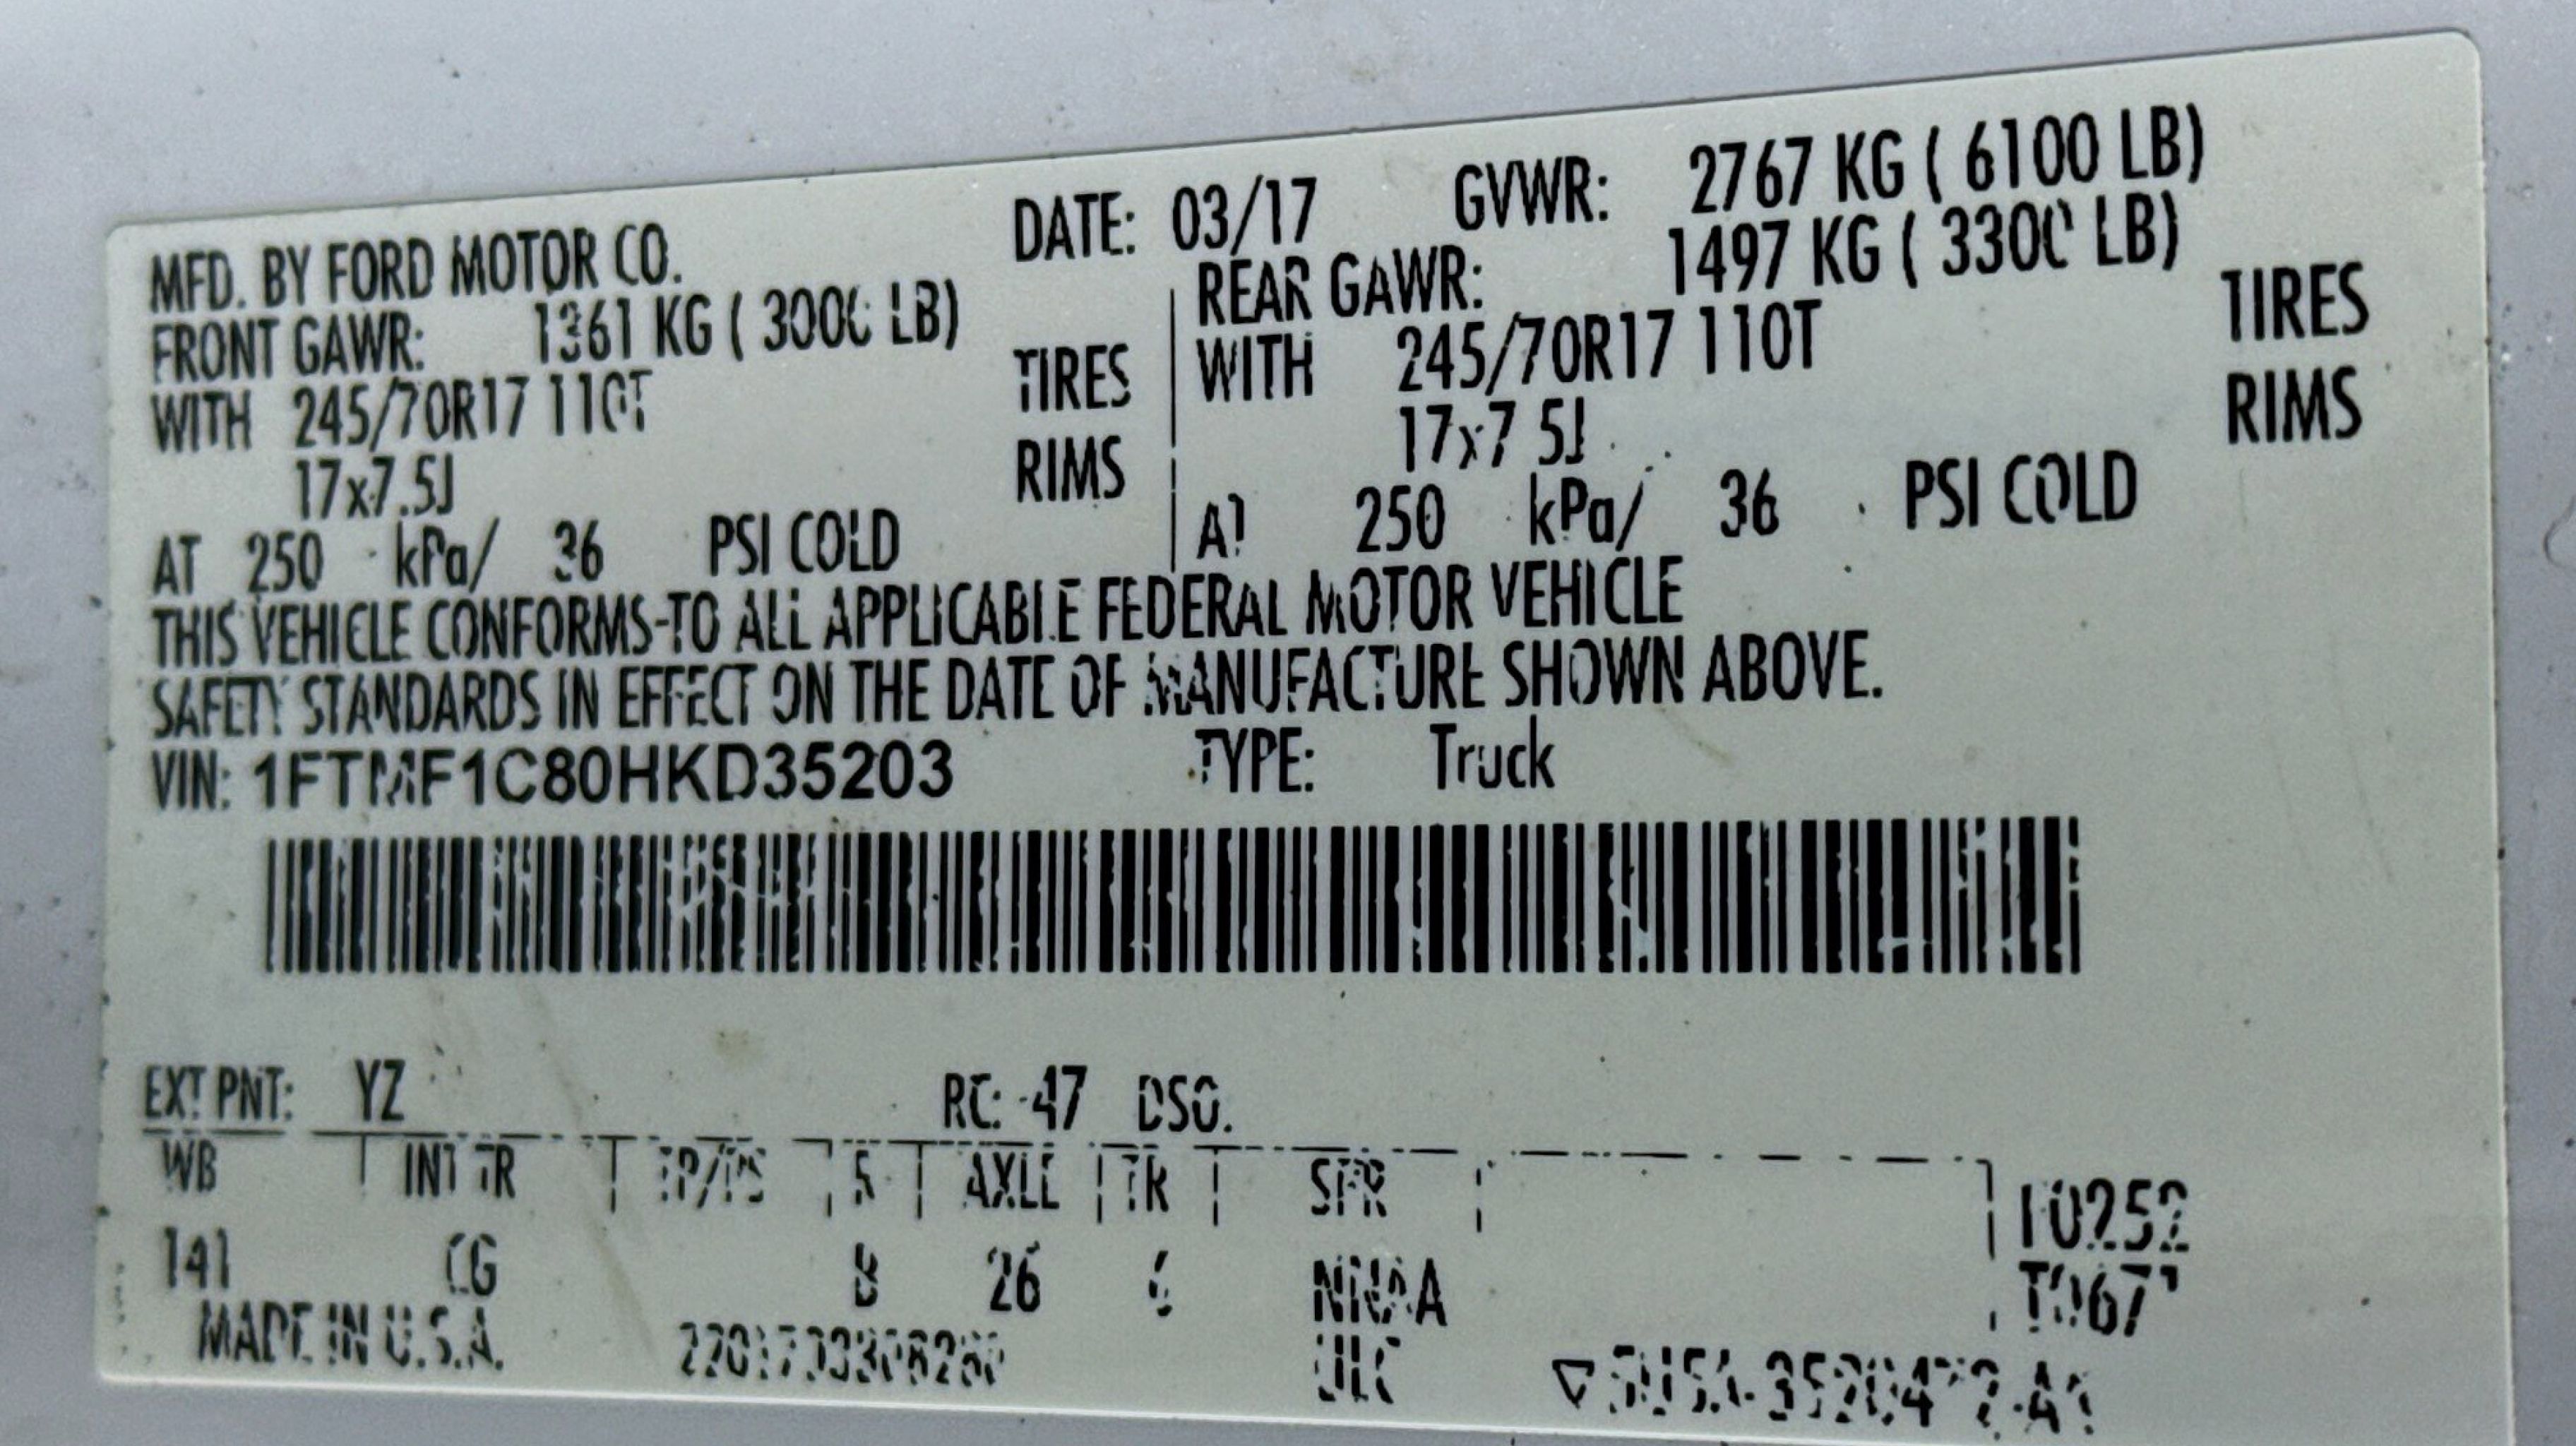 MFD. BY FORD MOTOR CO. DATE: 03/17 GVWR: 2767 KG ( 6100 LB)
FRONT GAWR: 1361 KG ( 3000 LB) REAR GAWR: 1497 KG ( 3300 LB)
WITH 245/70R17 110T TIRES WITH 245/70R17 110T TIRES
17x7.5J RIMS 17x7.5J RIMS
AT 250 kPa/ 36 PSI COLD AT 250 kPa/ 36 PSI COLD
THIS VEHICLE CONFORMS TO ALL APPLICABLE FEDERAL MOTOR VEHICLE
SAFETY STANDARDS IN EFFECT ON THE DATE OF MANUFACTURE SHOWN ABOVE.
VIN: 1FTMF1C80HKD35203 TYPE: Truck
EXT PNT: YZ RC: 47 DSO:
WB INT TR TP/PS R AXLE TR SPR
141 CG 8 26 6
MADE IN U.S.A.